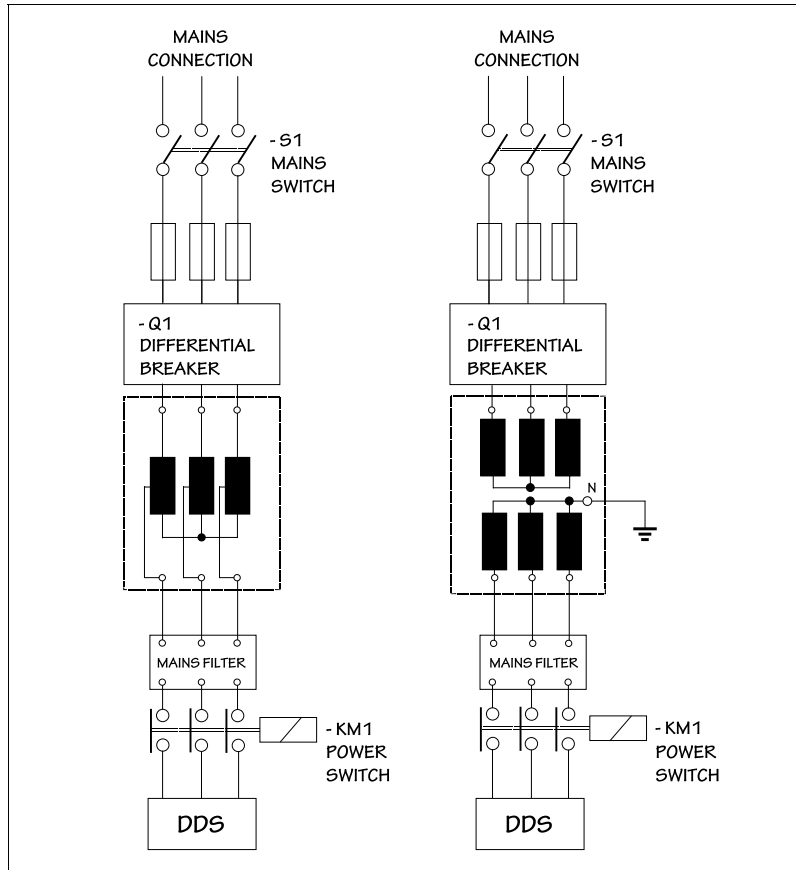 MAINS
CONNECTION
- S1
MAINS
SWITCH
- Q1
DIFFERENTIAL
BREAKER
MAINS FILTER
- KM1
POWER
SWITCH
DDS
MAINS
CONNECTION
- S1
MAINS
SWITCH
- Q1
DIFFERENTIAL
BREAKER
N
MAINS FILTER
- KM1
POWER
SWITCH
DDS